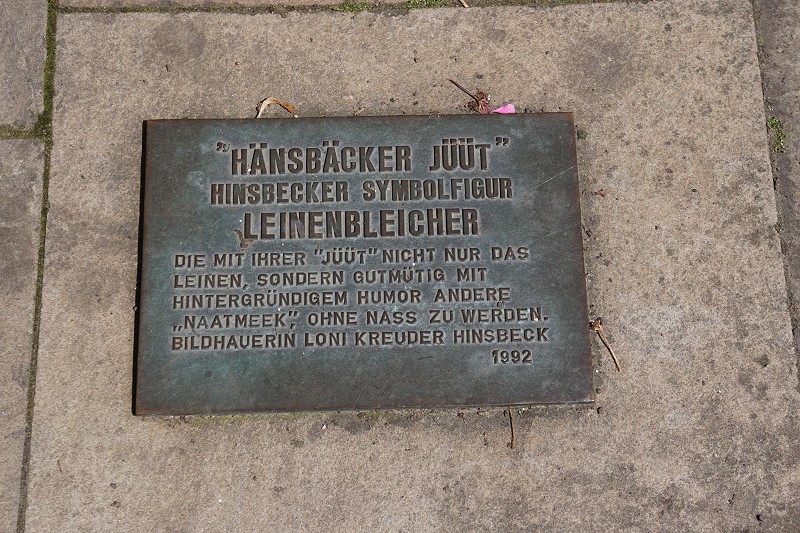 "HÄNSBÄCKER JÜÜT"
HINSBECKER SYMBOLFIGUR
LEINENBLEICHER
DIE MIT IHRER "JÜÜT" NICHT NUR DAS
LEINEN, SONDERN GUTMÜTIG MIT
HINTERGRÜNDIGEM HUMOR ANDERE
„NAATMEEK", OHNE NASS ZU WERDEN.
BILDHAUERIN LONI KREUDER HINSBECK
1992